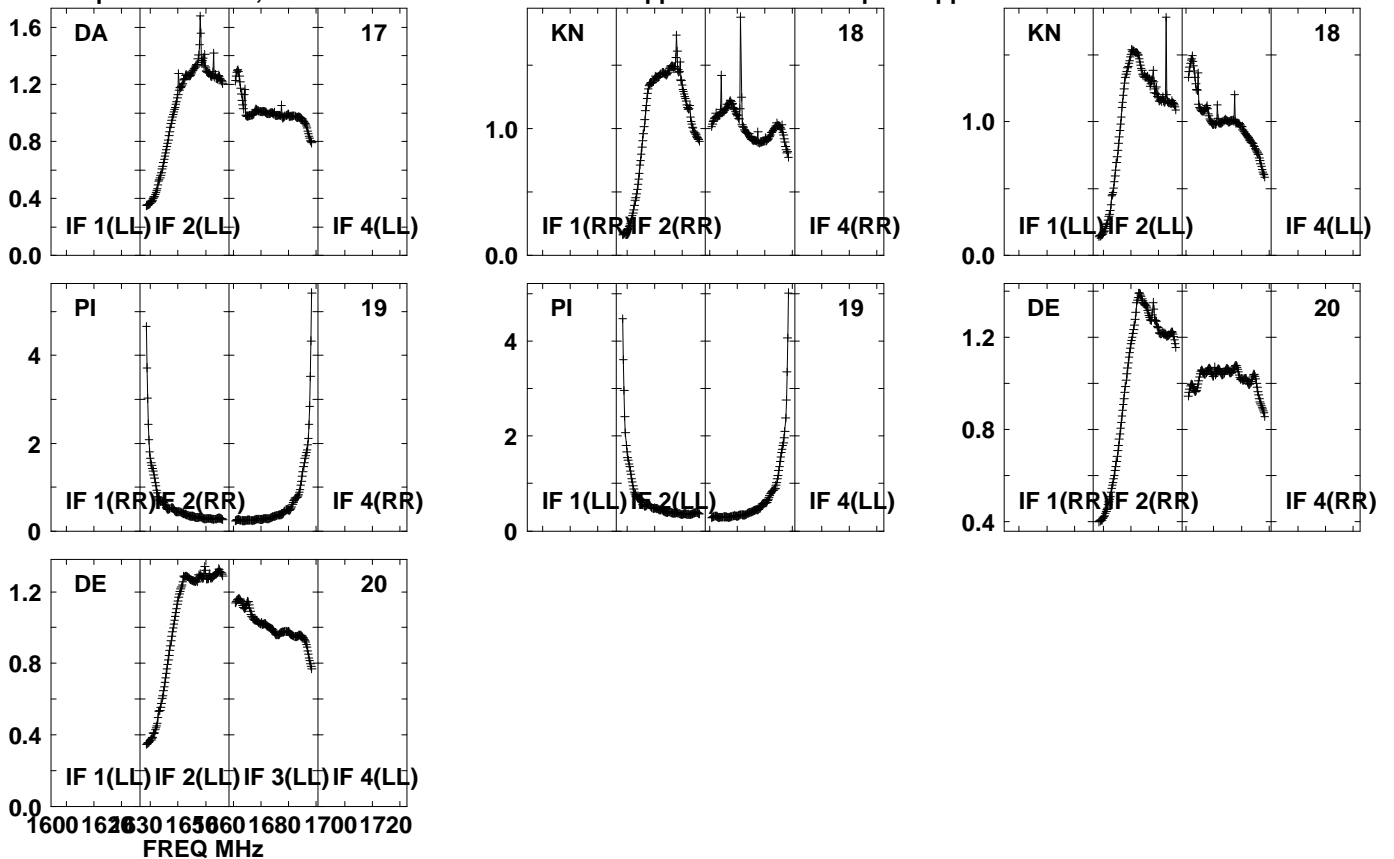 1.6
1.2
0.8
0.4
0.0
DA
17
IF 1(LL)
IF 2(LL)
IF 4(LL)
1.0
0.0
KN
18
IF 1(RR)
IF 2(RR)
IF 4(RR)
1.0
0.0
KN
18
IF 1(LL)
IF 2(LL)
IF 4(LL)
4
2
0
PI
19
IF 1(RR)
IF 2(RR)
IF 4(RR)
4
2
0
PI
19
IF 1(LL)
IF 2(LL)
IF 4(LL)
1.2
0.8
0.4
DE
20
IF 1(RR)
IF 2(RR)
IF 4(RR)
1.2
0.8
0.4
0.0
DE
20
IF 1(LL)
IF 2(LL)
IF 3(LL)
IF 4(LL)
1600
1680
1700
1720
FREQ MHz